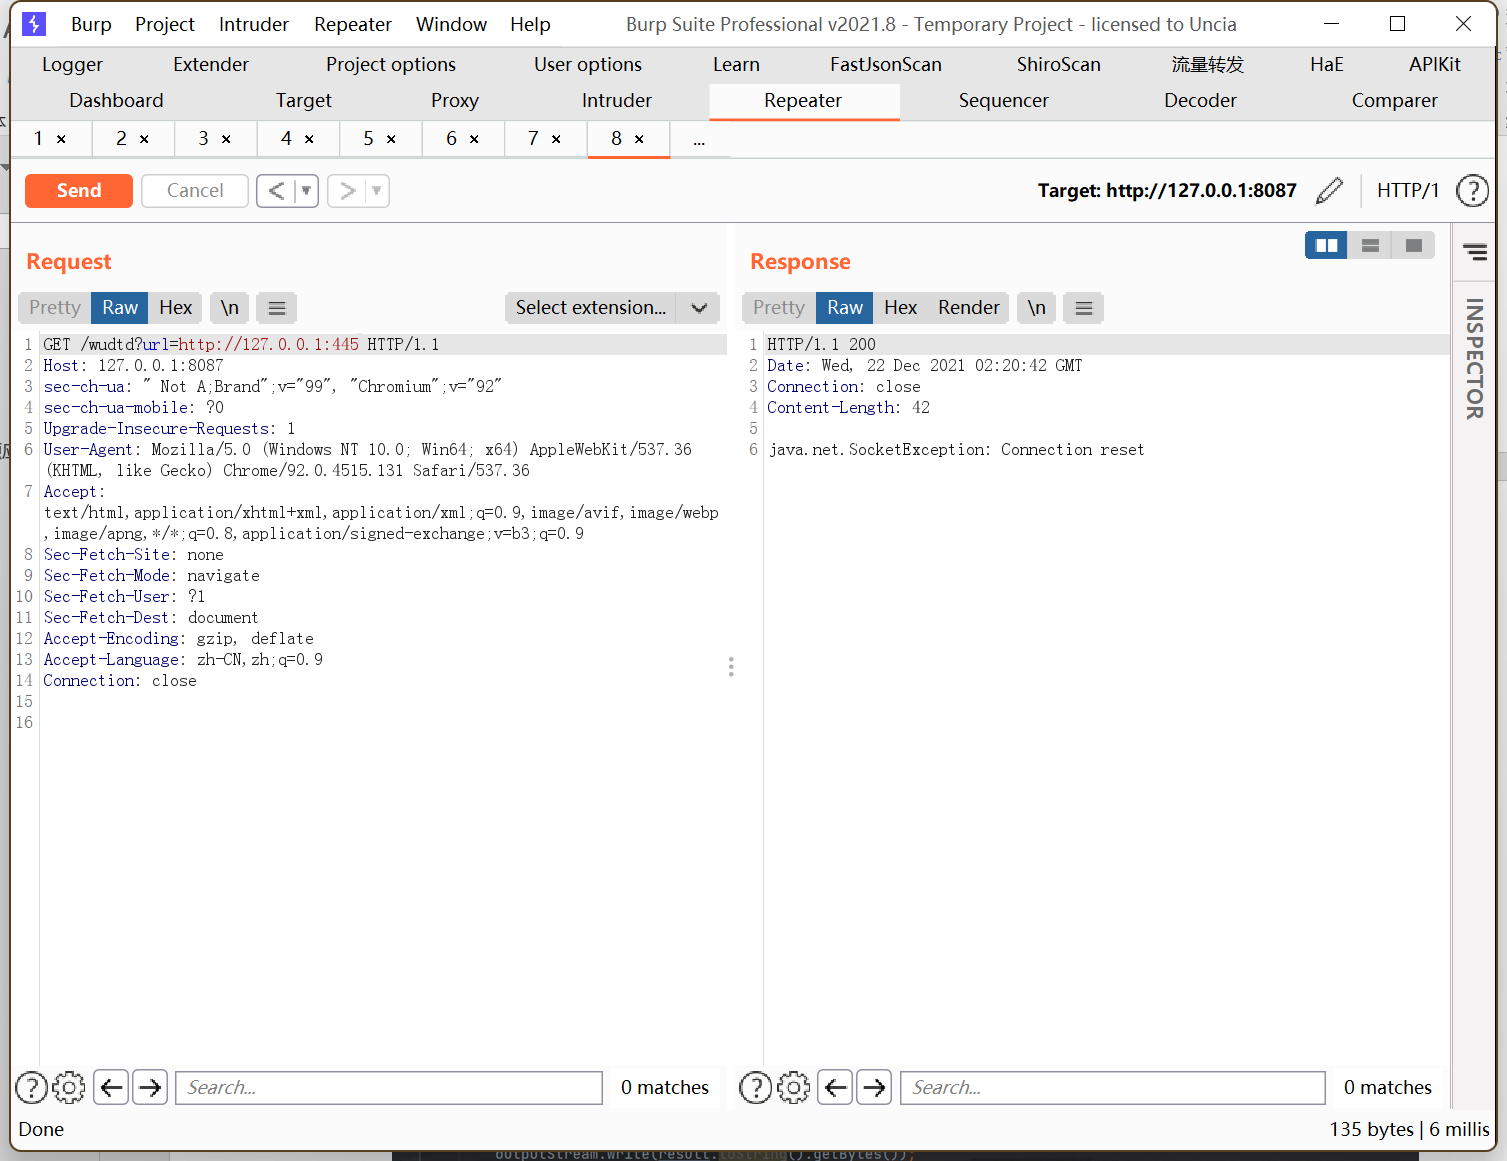 Burp Project Intruder Repeater Window Help Burp Suite Professional v2021.8 - Temporary Project - licensed to Uncia
Logger Extender Project options User options Learn FastJsonScan ShiroScan 流量转发 HaE APIKit
Dashboard Target Proxy Intruder Repeater Sequencer Decoder Comparer
1 × 2 × 3 × 4 × 5 × 6 × 7 × 8 × ...
Send Cancel < > Target: http://127.0.0.1:8087 HTTP/1 ?
Request
Pretty Raw Hex \n Select extension...
1 GET /wudtd?url=http://127.0.0.1:445 HTTP/1.1
2 Host: 127.0.0.1:8087
3 sec-ch-ua: " Not A;Brand";v="99", "Chromium";v="92"
4 sec-ch-ua-mobile: ?0
5 Upgrade-Insecure-Requests: 1
6 User-Agent: Mozilla/5.0 (Windows NT 10.0; Win64; x64) AppleWebKit/537.36
(KHTML, like Gecko) Chrome/92.0.4515.131 Safari/537.36
7 Accept:
text/html,application/xhtml+xml,application/xml;q=0.9,image/avif,image/webp
,image/apng,*/*;q=0.8,application/signed-exchange;v=b3;q=0.9
8 Sec-Fetch-Site: none
9 Sec-Fetch-Mode: navigate
10 Sec-Fetch-User: ?1
11 Sec-Fetch-Dest: document
12 Accept-Encoding: gzip, deflate
13 Accept-Language: zh-CN,zh;q=0.9
14 Connection: close
15
16
? Search... 0 matches
Response
Pretty Raw Hex Render \n
1 HTTP/1.1 200
2 Date: Wed, 22 Dec 2021 02:20:42 GMT
3 Connection: close
4 Content-Length: 42
5
6 java.net.SocketException: Connection reset
? Search... 0 matches
INSPECTOR
Done 135 bytes | 6 millis
outputStream.write(result.toString().getBytes());